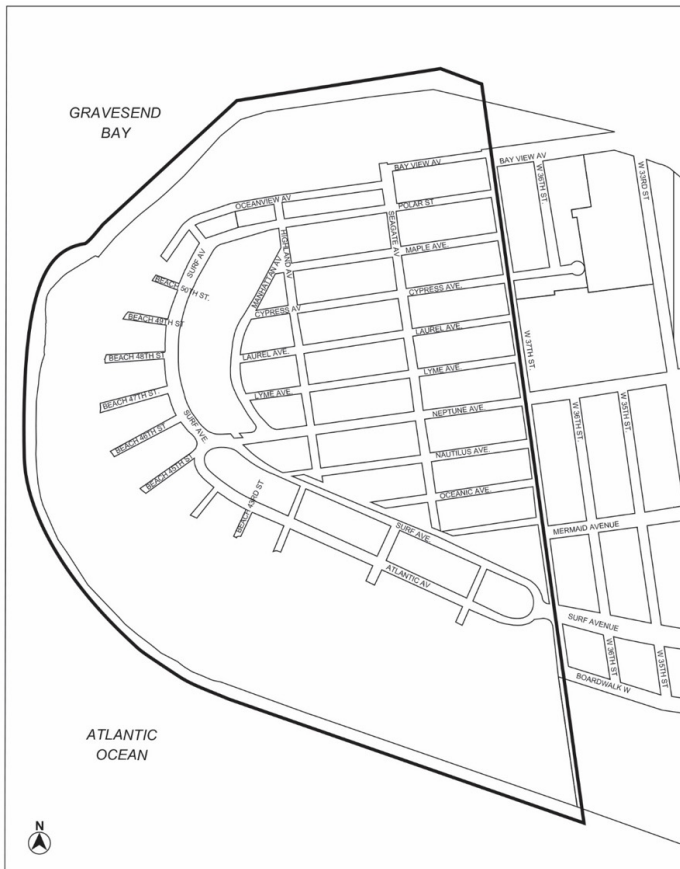 GRAVESEND
BAY
BAY VIEW AV
BAY VIEW AV
W 36TH ST.
W 33RD ST
OCEANVIEW AV
POLAR ST
SEAGATE AV
HIGHLAND AV
MANHATTAN AV
SURF AV
MAPLE AVE.
BEACH 50TH ST.
CYPRESS AVE.
CYPRESS AV
BEACH 49TH ST
LAUREL AVE.
W 37TH ST.
BEACH 48TH ST
LAUREL AVE.
LYME AVE.
BEACH 47TH ST.
LYME AVE.
NEPTUNE AVE.
W 36TH ST.
W 35TH ST.
SURF AVE.
BEACH 46TH ST.
NAUTILUS AVE.
BEACH 45TH ST
OCEANIC AVE.
BEACH 43RD ST
SURF AVE.
MERMAID AVENUE
ATLANTIC AV
SURF AVENUE
W 36TH ST
W 35TH ST
BOARDWALK W
ATLANTIC
OCEAN
N